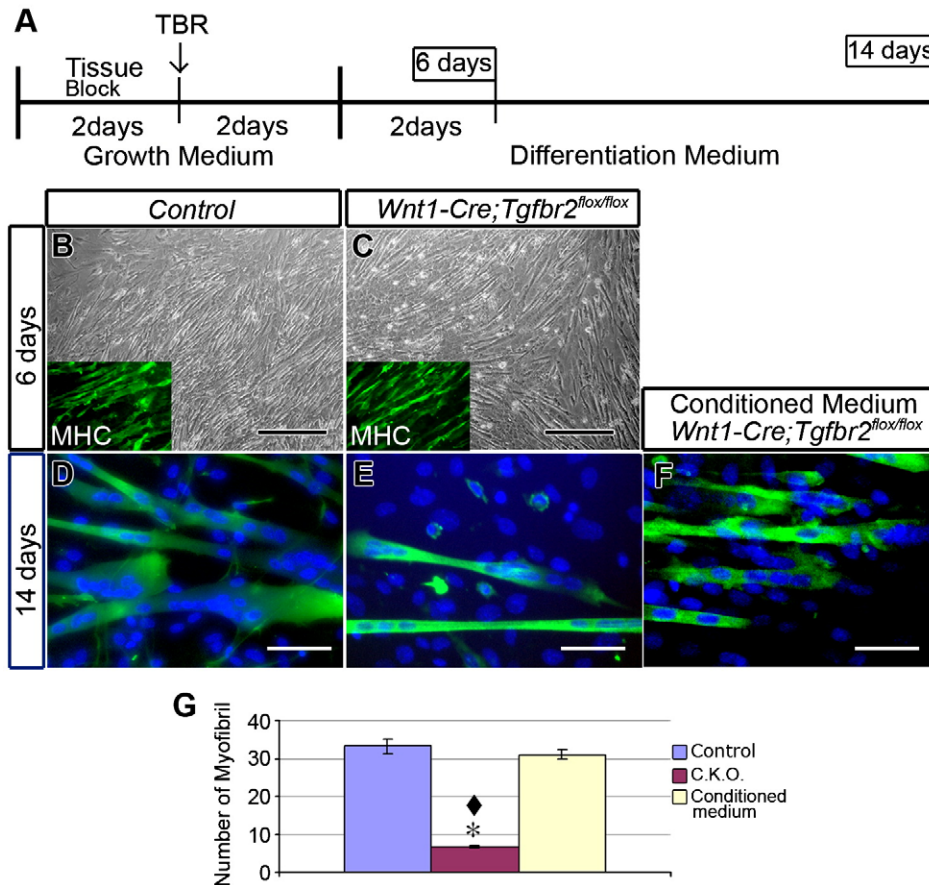 A
TBR
Tissue
Block
6 days
14 days
2days
2days
2days
Growth Medium
Differentiation Medium
Control
Wnt1-Cre;Tgfbr2flox/flox
6 days
B
C
MHC
MHC
Conditioned Medium
Wnt1-Cre;Tgfbr2flox/flox
14 days
D
E
F
G
Number of Myofibril
40
30
20
10
0
*
Control
C.K.O.
Conditioned
medium